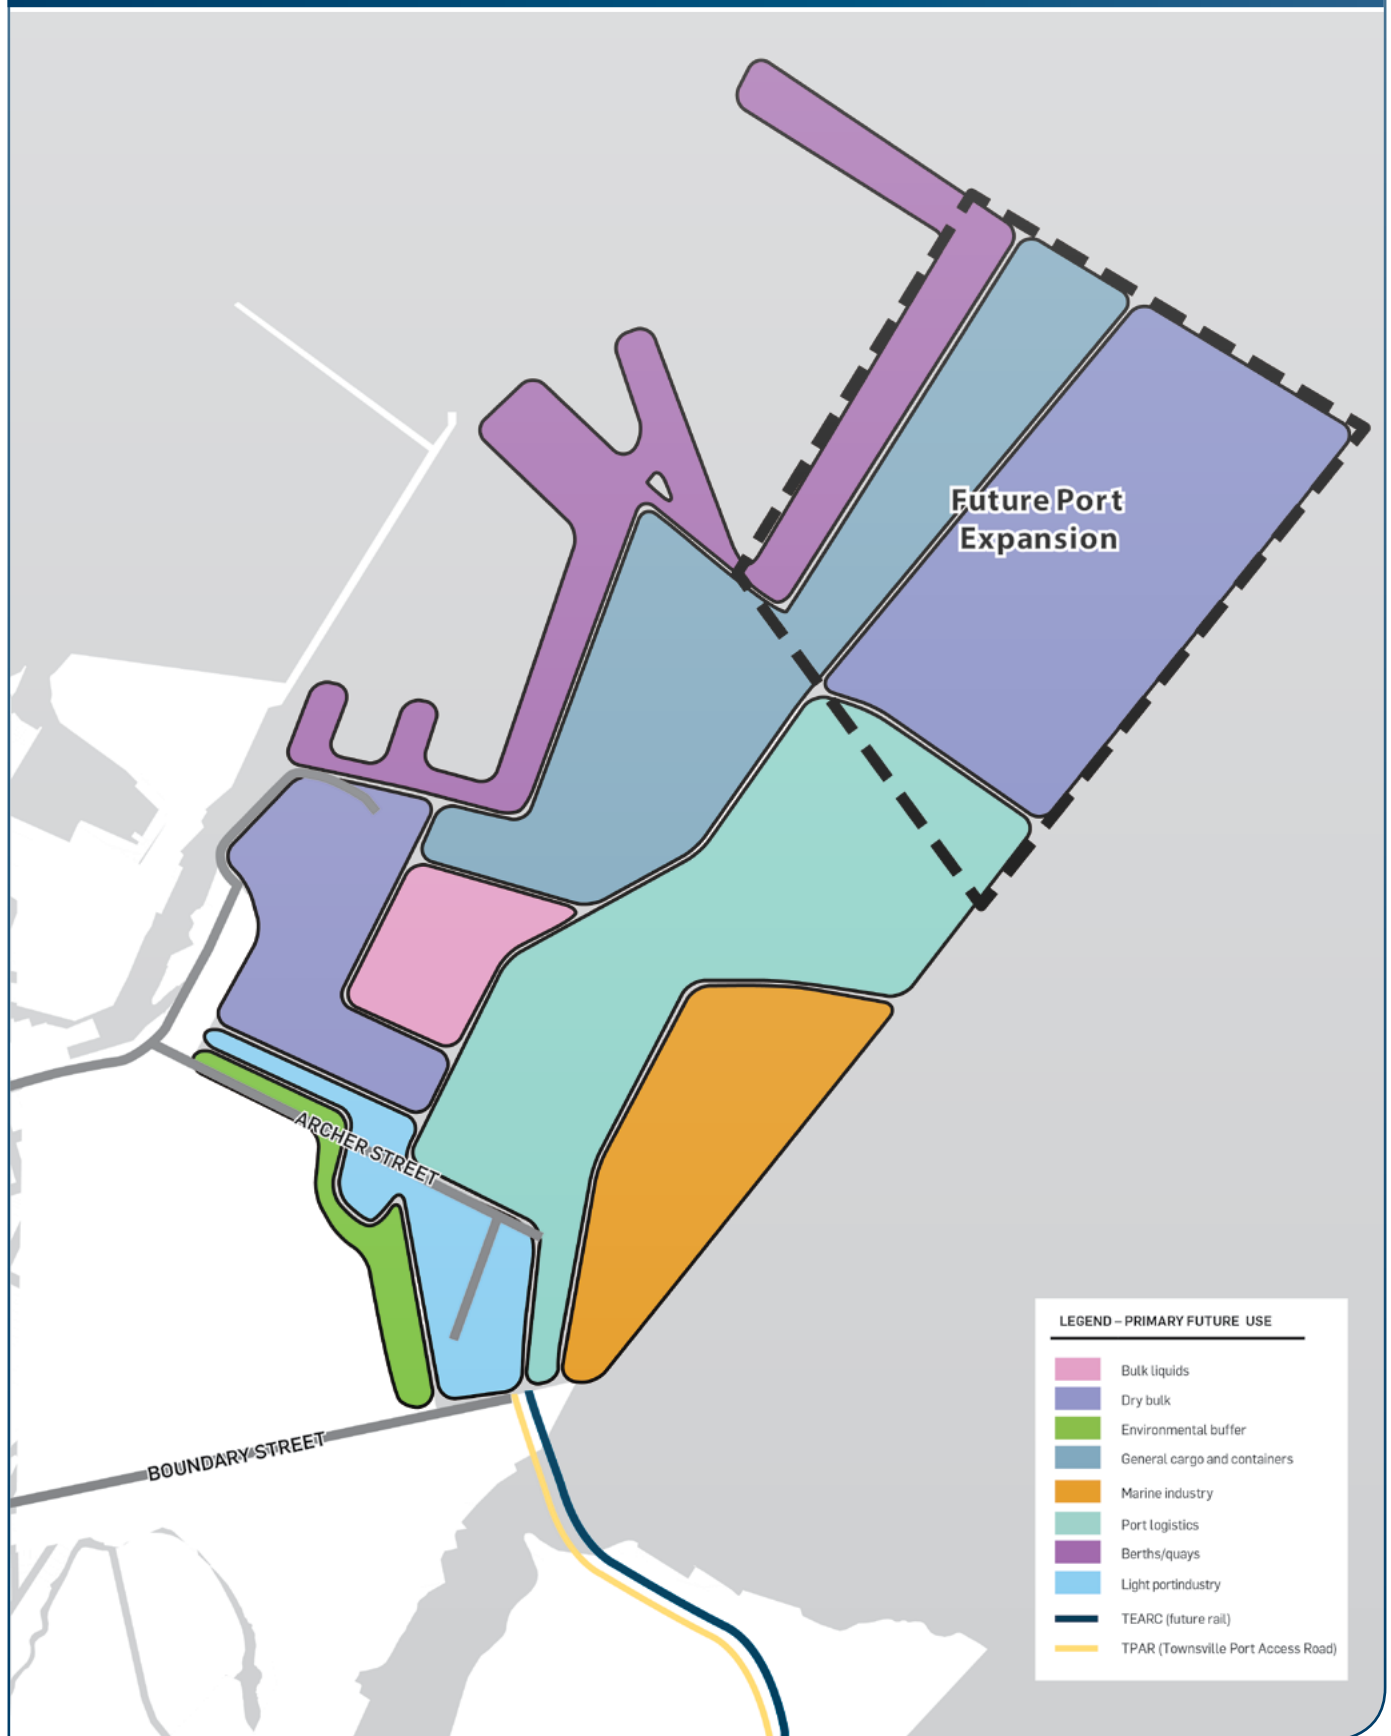 Future Port
Expansion
ARCHER STREET
BOUNDARY STREET
LEGEND – PRIMARY FUTURE USE
Bulk liquids
Dry bulk
Environmental buffer
General cargo and containers
Marine industry
Port logistics
Berths/quays
Light portindustry
TEARC (future rail)
TPAR (Townsville Port Access Road)